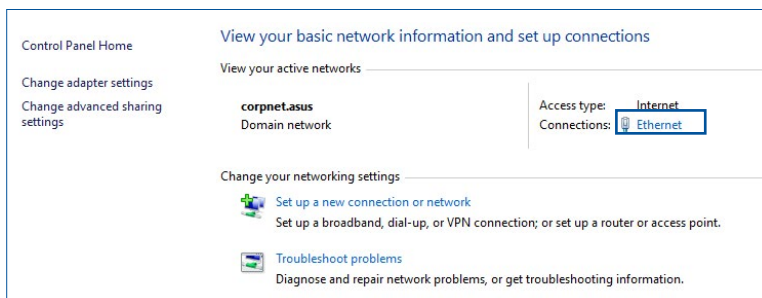 Control Panel Home
Change adapter settings
Change advanced sharing
settings
View your basic network information and set up connections
View your active networks
corpnet.asus
Domain network
Access type: Internet
Connections: Ethernet
Change your networking settings
Set up a new connection or network
Set up a broadband, dial-up, or VPN connection; or set up a router or access point.
Troubleshoot problems
Diagnose and repair network problems, or get troubleshooting information.